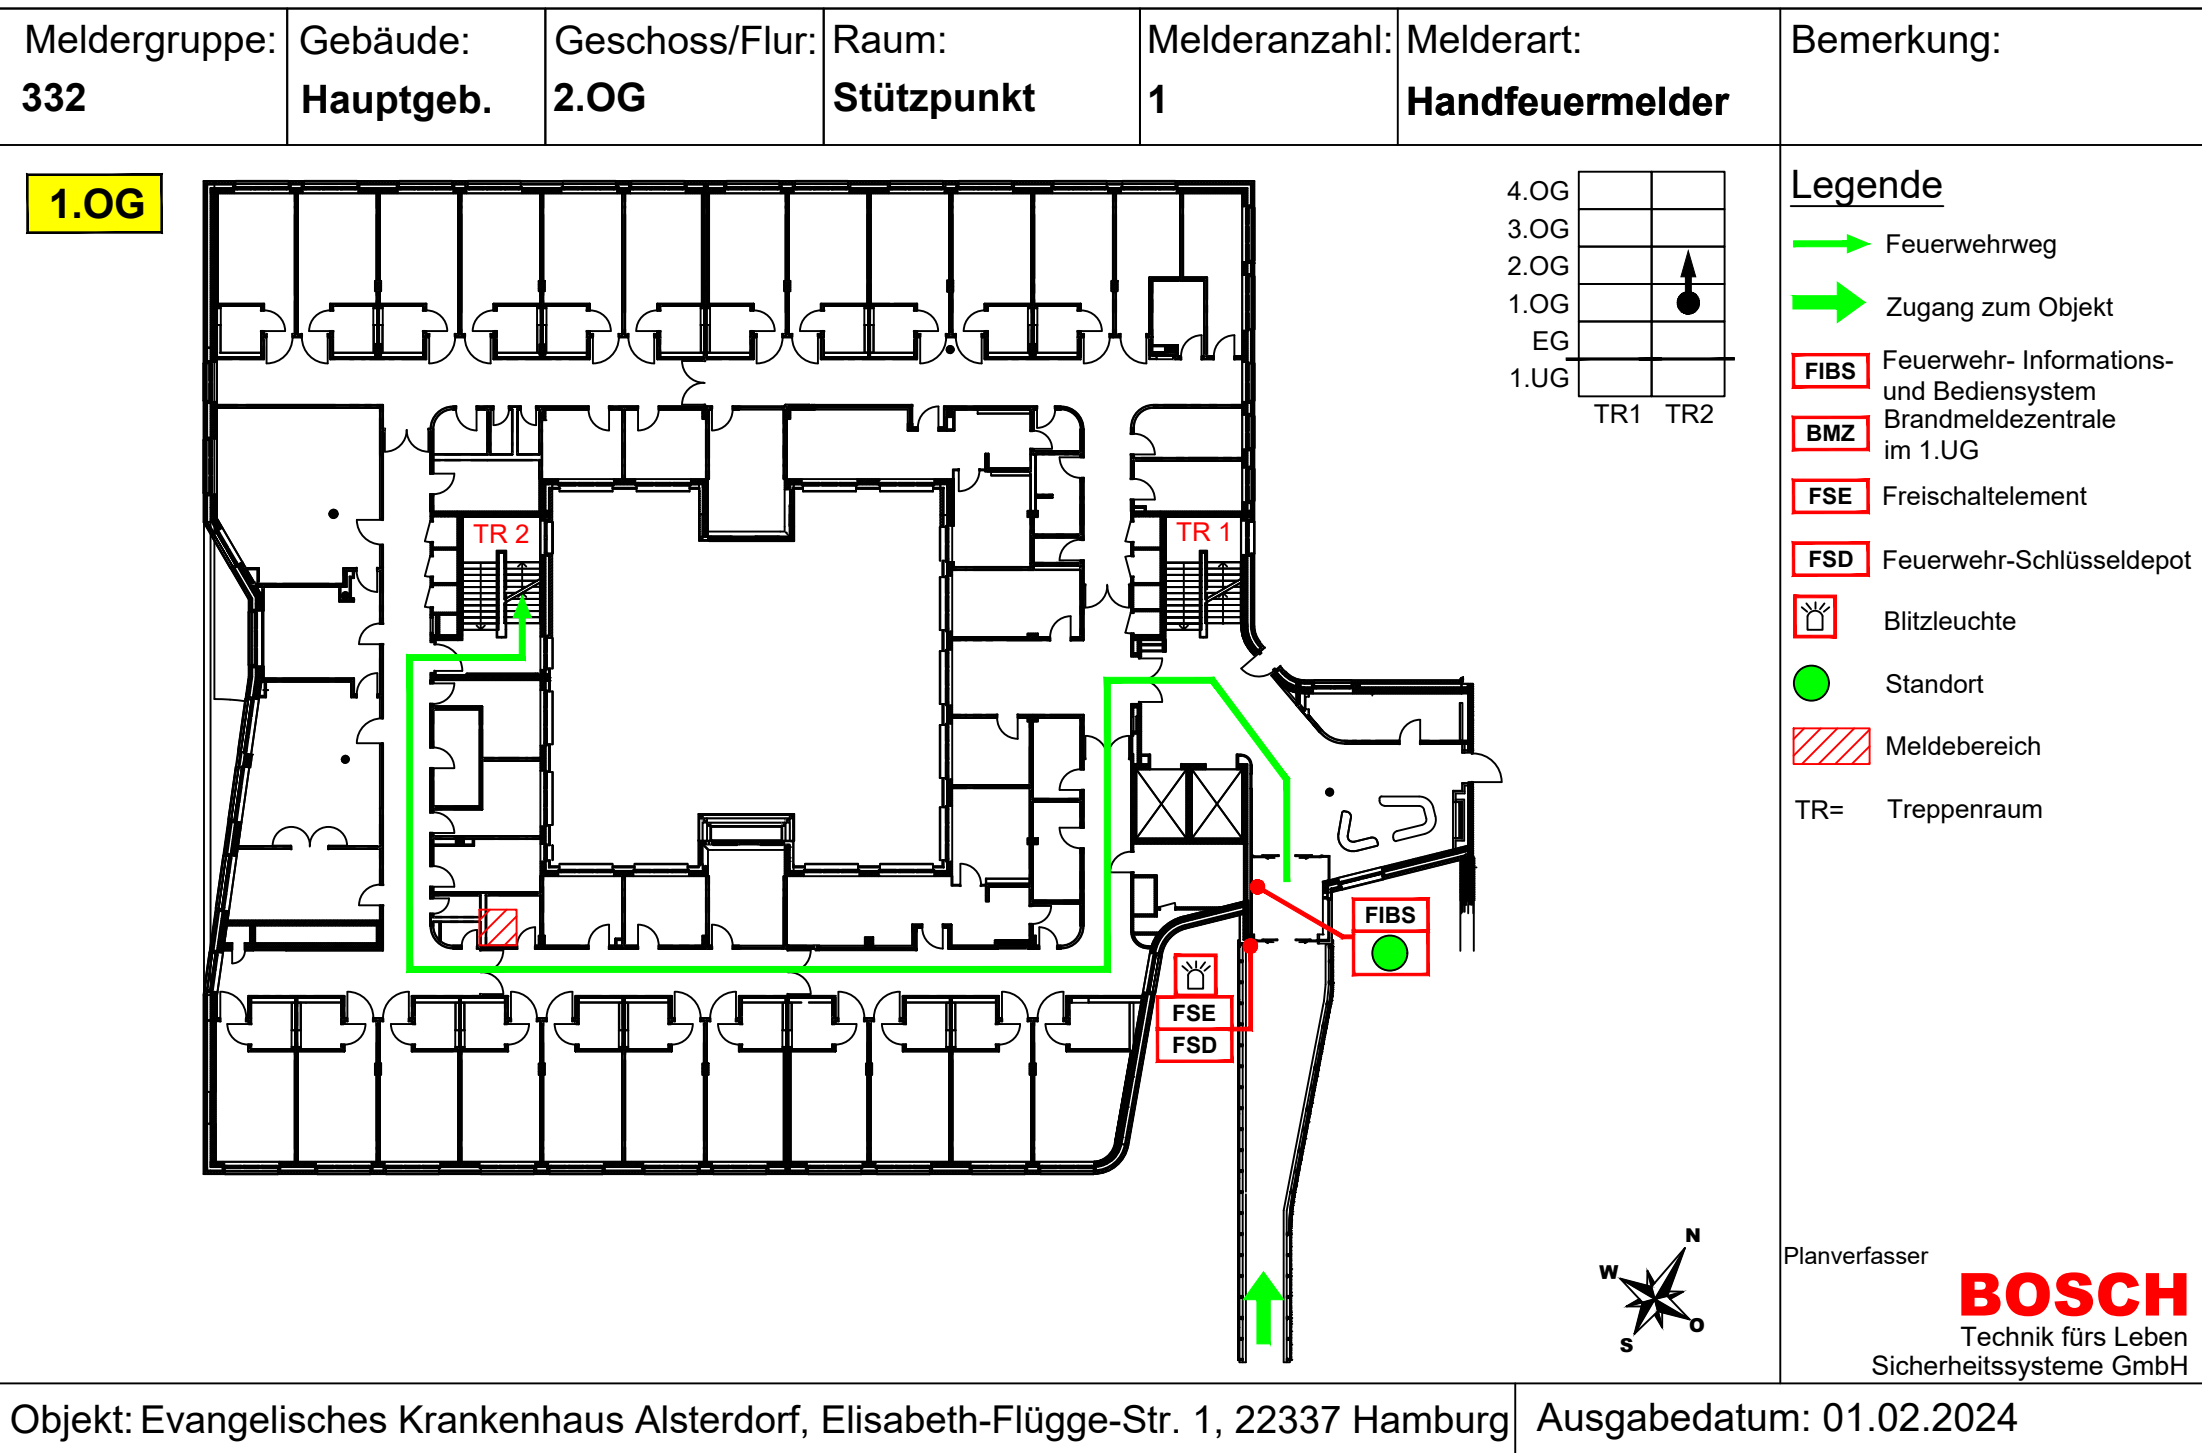 Meldergruppe: Gebäude: Geschoss/Flur: Raum: Melderanzahl: Melderart: Bemerkung:
332 Hauptgeb. 2.OG Stützpunkt 1 Handfeuermelder
1.OG
4.OG
3.OG
2.OG
1.OG
EG
1.UG
TR1 TR2
Legende
Feuerwehrweg
Zugang zum Objekt
FIBS Feuerwehr- Informations-
und Bediensystem
BMZ Brandmeldezentrale
im 1.UG
FSE Freischaltelement
FSD Feuerwehr-Schlüsseldepot
Blitzleuchte
Standort
Meldebereich
TR= Treppenraum
TR 2
TR 1
FIBS
FSE
FSD
N
W
O
S
Planverfasser
BOSCH
Technik fürs Leben
Sicherheitssysteme GmbH
Objekt: Evangelisches Krankenhaus Alsterdorf, Elisabeth-Flügge-Str. 1, 22337 Hamburg Ausgabedatum: 01.02.2024